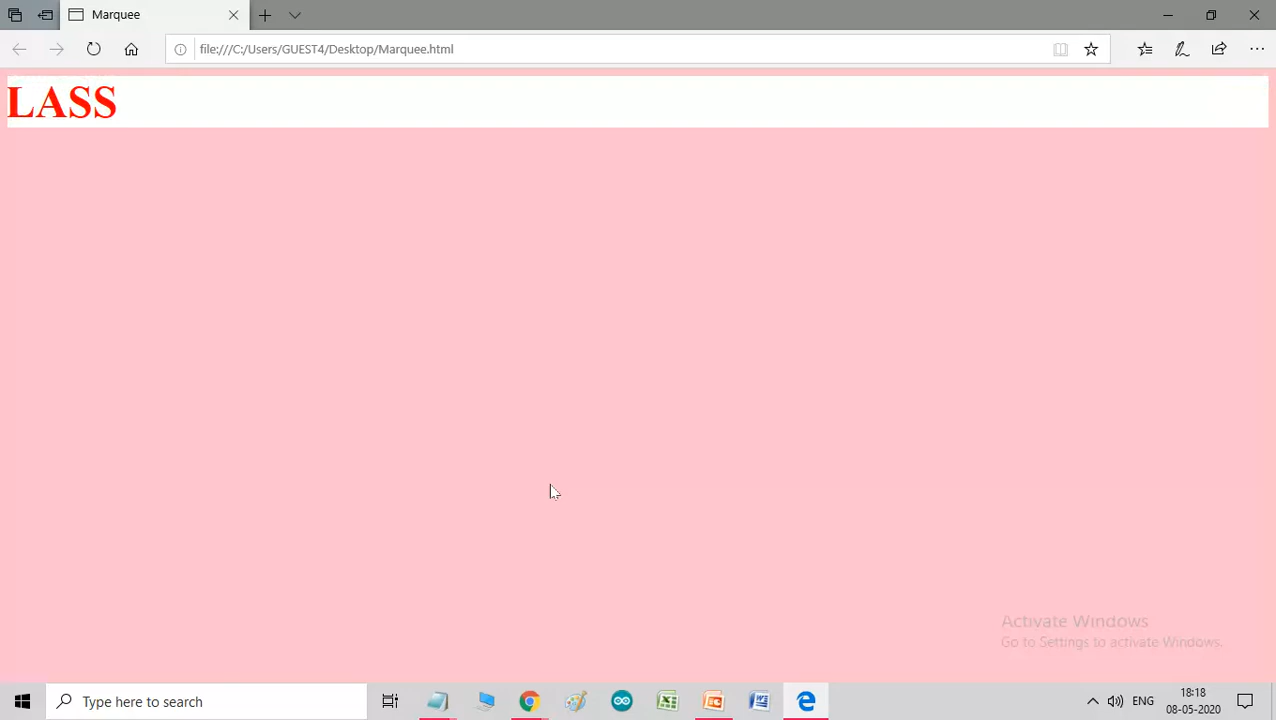 Marquee
file:///C:/Users/GUEST4/Desktop/Marquee.html
LASS
Activate Windows
Go to Settings to activate Windows.
Type here to search
ENG
18:18
08-05-2020